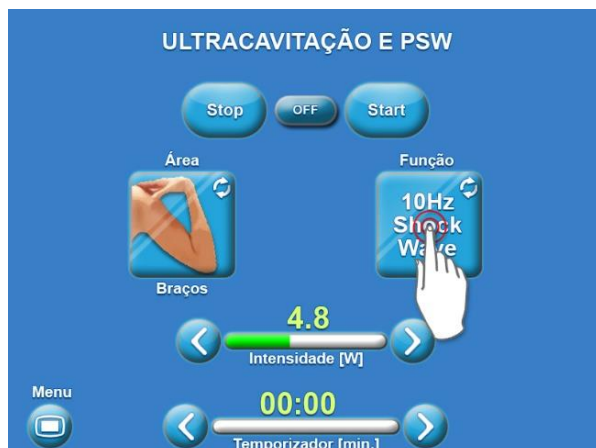 ULTRACAVITAÇÃO E PSW
Stop OFF Start
Área Função
10Hz
Shock
Wave
Braços
4.8
Intensidade [W]
Menu
00:00
Temporizador [min.]